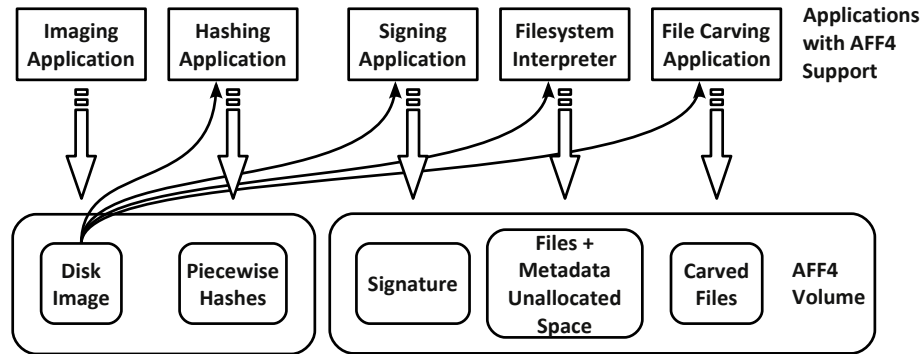 Imaging
Application
Hashing
Application
Signing
Application
Filesystem
Interpreter
File Carving
Application
Applications
with AFF4
Support
Disk
Image
Piecewise
Hashes
Signature
Files +
Metadata
Unallocated
Space
Carved
Files
AFF4
Volume